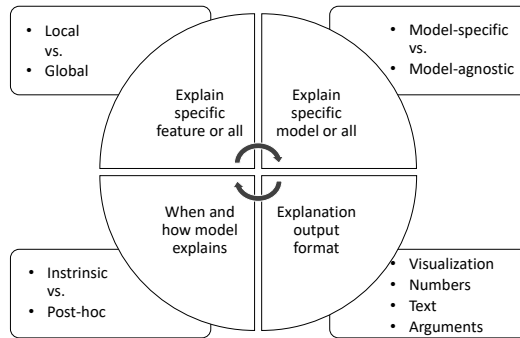 • Local
vs.
• Global
• Model-specific
vs.
• Model-agnostic
Explain
specific
feature or all
Explain
specific
model or all
When and
how model
explains
Explanation
output
format
• Instrinsic
vs.
• Post-hoc
• Visualization
• Numbers
• Text
• Arguments